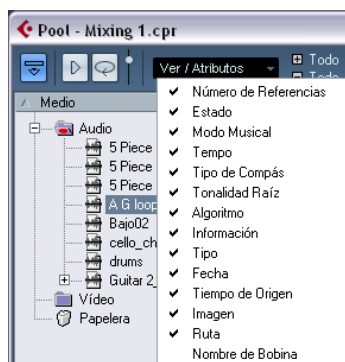 Pool - Mixing 1.cpr
Ver / Atributos
Todo
Medio
Número de Referencias
Audio
Estado
5 Piece
Modo Musical
5 Piece
Tempo
5 Piece
Tipo de Compás
A G loop
Tonalidad Raíz
Bajo02
Algoritmo
cello_ch
Información
drums
Tipo
Guitar 2_
Fecha
Vídeo
Tiempo de Origen
Papelera
Imagen
Ruta
Nombre de Bobina